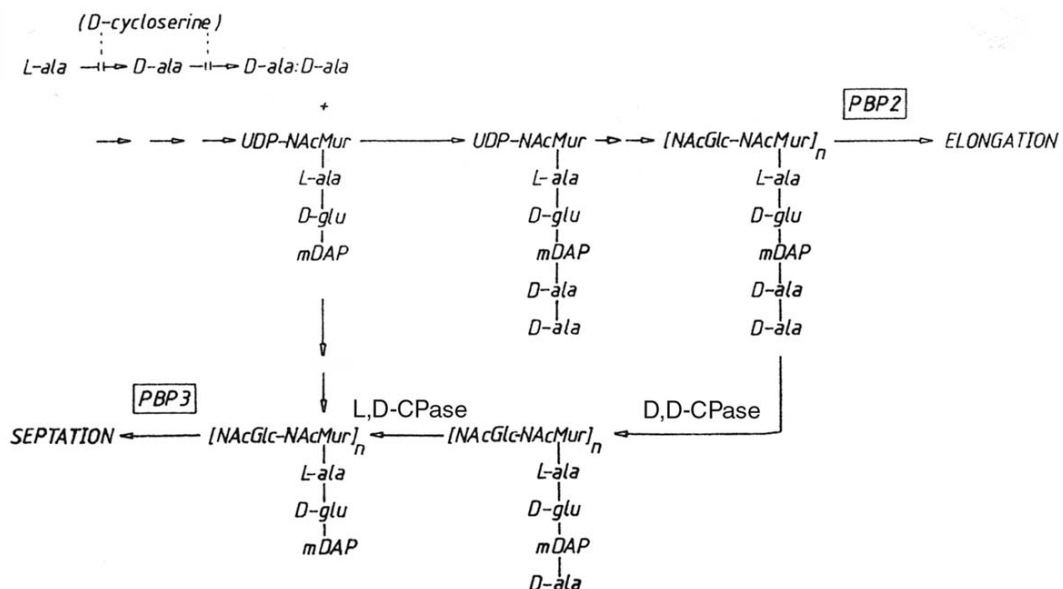 (D-cycloserine)
L-ala D-ala D-ala:D-ala
+
PBP2
UDP-NAcMur UDP-NAcMur [NAcGlc-NAcMur]n ELONGATION
L-ala L-ala L-ala
D-glu D-glu D-glu
mDAP mDAP mDAP
D-ala D-ala
D-ala D-ala
PBP3
L,D-CPase D,D-CPase
SEPTATION [NAcGlc-NAcMur]n [NAcGlc-NAcMur]n
L-ala L-ala
D-glu D-glu
mDAP mDAP
D-ala